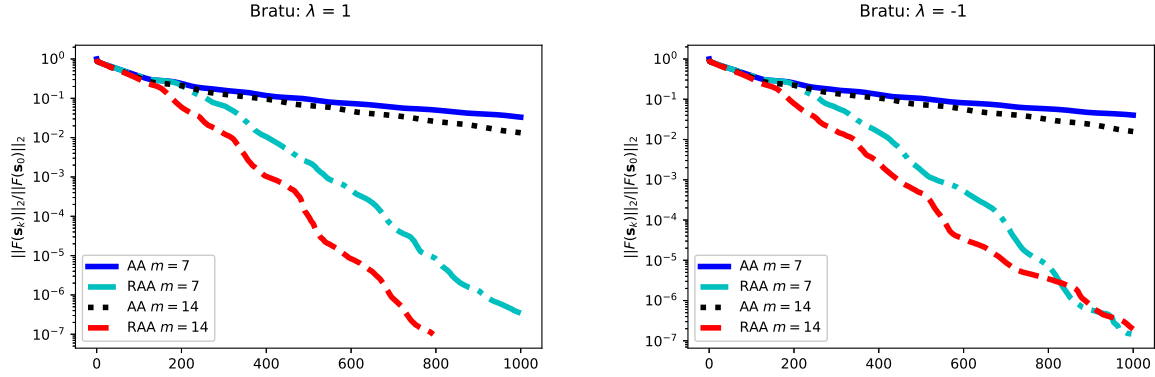 Bratu: λ = 1
||F(s_k)||_2/||F(s_0)||_2
10^0
10^-1
10^-2
10^-3
10^-4
10^-5
10^-6
10^-7
AA m = 7
RAA m = 7
AA m = 14
RAA m = 14
0 200 400 600 800 1000
Bratu: λ = -1
||F(s_k)||_2/||F(s_0)||_2
10^0
10^-1
10^-2
10^-3
10^-4
10^-5
10^-6
10^-7
AA m = 7
RAA m = 7
AA m = 14
RAA m = 14
0 200 400 600 800 1000